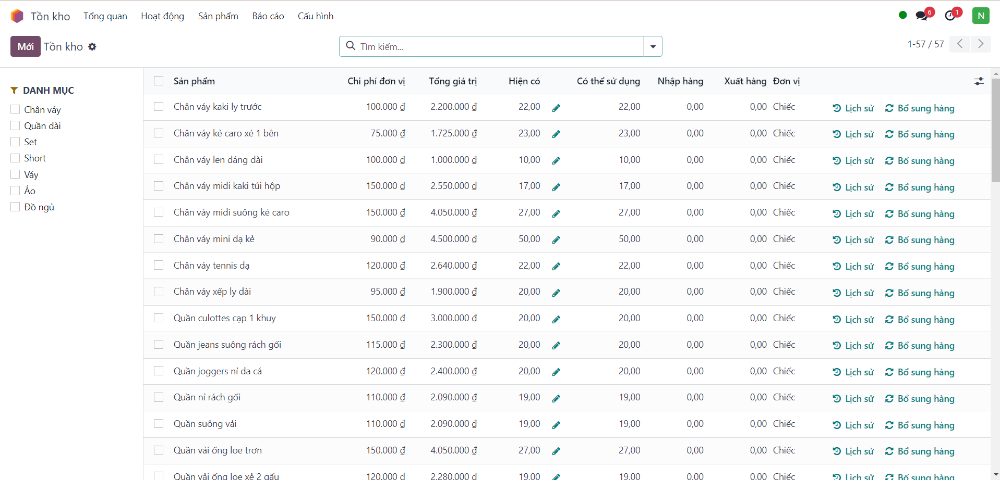 Tồn kho Tổng quan Hoạt động Sản phẩm Báo cáo Cấu hình 6 1 N
Mới Tồn kho Tìm kiếm... 1-57 / 57
DANH MỤC
Chân váy
Quần dài
Set
Short
Váy
Áo
Đồ ngủ
Sản phẩm Chi phí đơn vị Tổng giá trị Hiện có Có thể sử dụng Nhập hàng Xuất hàng Đơn vị
Chân váy kaki ly trước 100.000 ₫ 2.200.000 ₫ 22,00 22,00 0,00 0,00 Chiếc Lịch sử Bổ sung hàng
Chân váy kẻ caro xẻ 1 bên 75.000 ₫ 1.725.000 ₫ 23,00 23,00 0,00 0,00 Chiếc Lịch sử Bổ sung hàng
Chân váy len dáng dài 100.000 ₫ 1.000.000 ₫ 10,00 10,00 0,00 0,00 Chiếc Lịch sử Bổ sung hàng
Chân váy midi kaki túi hộp 150.000 ₫ 2.550.000 ₫ 17,00 17,00 0,00 0,00 Chiếc Lịch sử Bổ sung hàng
Chân váy midi suông kẻ caro 150.000 ₫ 4.050.000 ₫ 27,00 27,00 0,00 0,00 Chiếc Lịch sử Bổ sung hàng
Chân váy mini dạ kẻ 90.000 ₫ 4.500.000 ₫ 50,00 50,00 0,00 0,00 Chiếc Lịch sử Bổ sung hàng
Chân váy tennis dạ 120.000 ₫ 2.640.000 ₫ 22,00 22,00 0,00 0,00 Chiếc Lịch sử Bổ sung hàng
Chân váy xếp ly dài 95.000 ₫ 1.900.000 ₫ 20,00 20,00 0,00 0,00 Chiếc Lịch sử Bổ sung hàng
Quần culottes cạp 1 khuy 150.000 ₫ 3.000.000 ₫ 20,00 20,00 0,00 0,00 Chiếc Lịch sử Bổ sung hàng
Quần jeans suông rách gối 115.000 ₫ 2.300.000 ₫ 20,00 20,00 0,00 0,00 Chiếc Lịch sử Bổ sung hàng
Quần joggers nỉ da cá 120.000 ₫ 2.400.000 ₫ 20,00 20,00 0,00 0,00 Chiếc Lịch sử Bổ sung hàng
Quần nỉ rách gối 110.000 ₫ 2.090.000 ₫ 19,00 19,00 0,00 0,00 Chiếc Lịch sử Bổ sung hàng
Quần suông vải 110.000 ₫ 2.090.000 ₫ 19,00 19,00 0,00 0,00 Chiếc Lịch sử Bổ sung hàng
Quần vải ống loe trơn 150.000 ₫ 4.050.000 ₫ 27,00 27,00 0,00 0,00 Chiếc Lịch sử Bổ sung hàng
Quần vải ống loe xẻ 2 gấu 120.000 ₫ 2.280.000 ₫ 19,00 19,00 0,00 0,00 Chiếc Lịch sử Bổ sung hàng